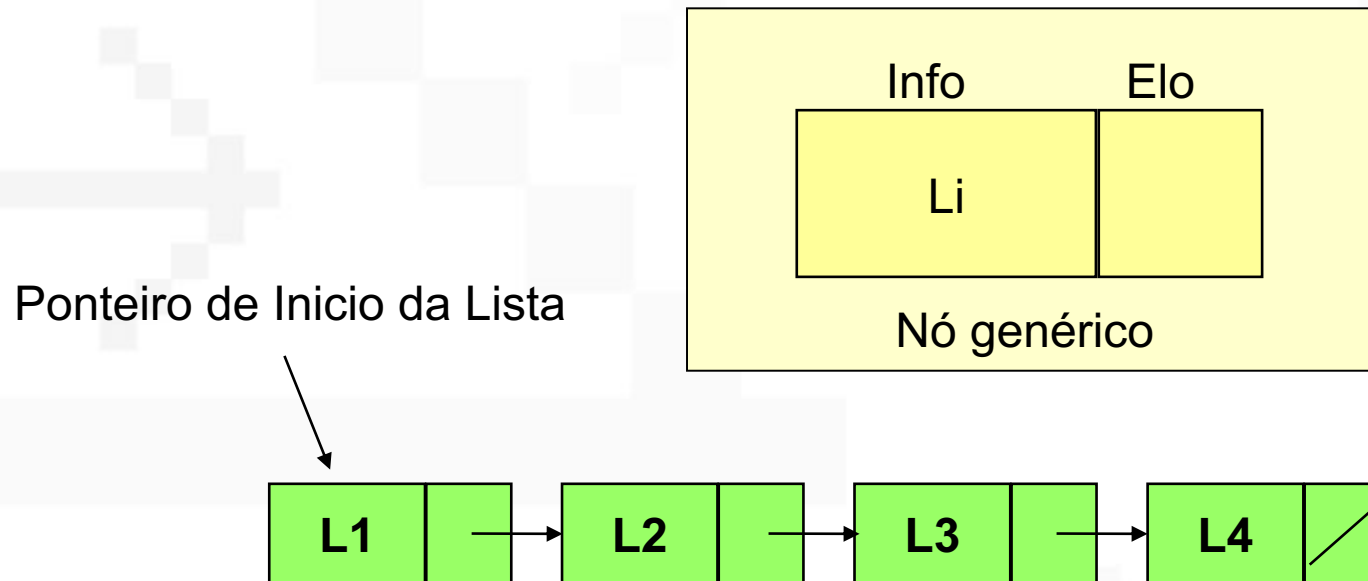 Info Elo
Li
Nó genérico
Ponteiro de Inicio da Lista
L1 L2 L3 L4